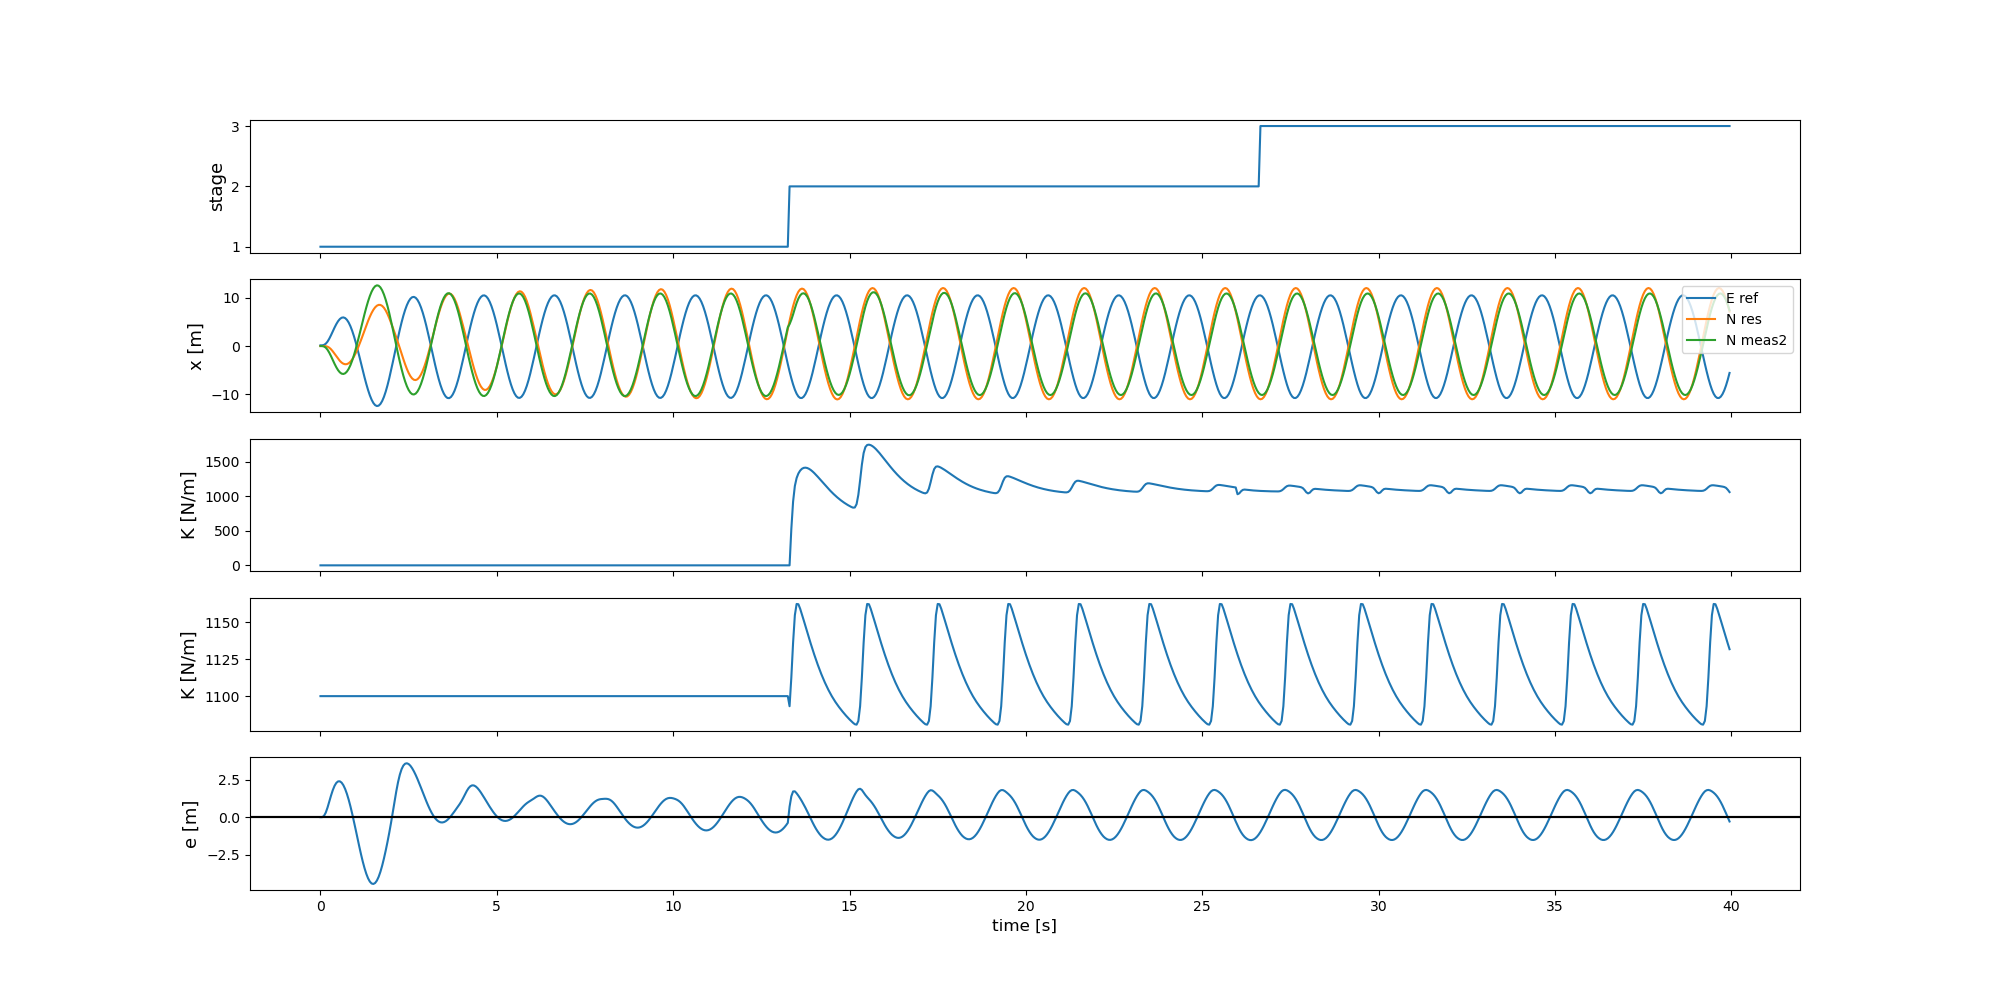 stage
3
2
1
x [m]
10
0
−10
E ref
N res
N meas2
K [N/m]
1500
1000
500
0
K [N/m]
1150
1125
1100
e [m]
2.5
0.0
−2.5
0 5 10 15 20 25 30 35 40
time [s]